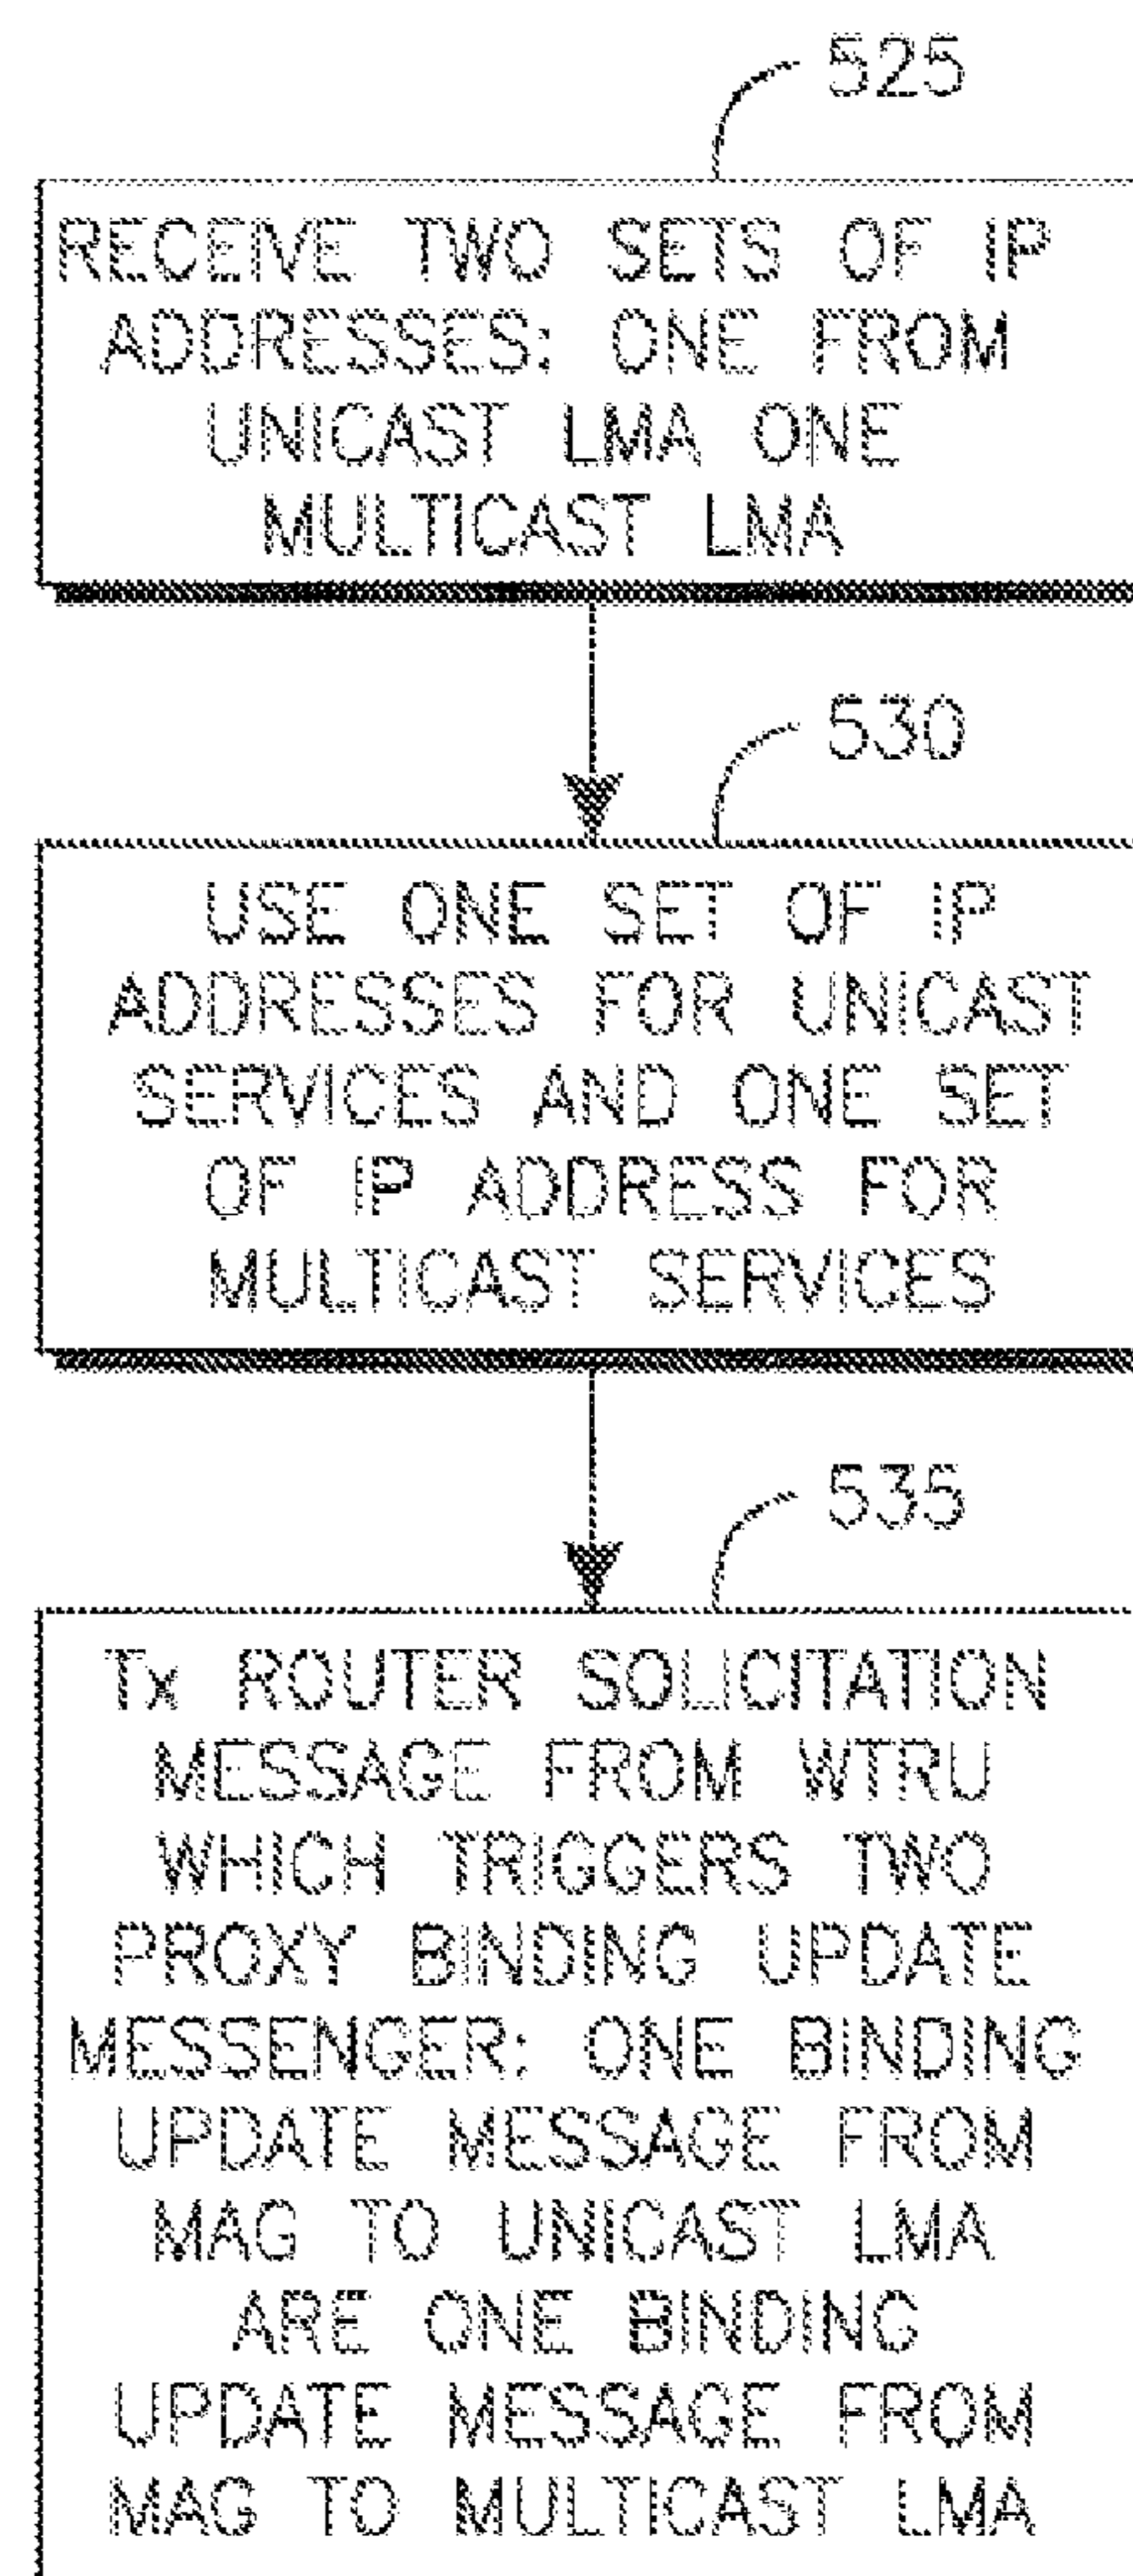 525
RECEIVE TWO SETS OF IP
ADDRESSES: ONE FROM
UNICAST LMA ONE
MULTICAST LMA
530
USE ONE SET OF IP
ADDRESSES FOR UNICAST
SERVICES AND ONE SET
OF IP ADDRESS FOR
MULTICAST SERVICES
535
Tx ROUTER SOLICITATION
MESSAGE FROM WTRU
WHICH TRIGGERS TWO
PROXY BINDING UPDATE
MESSENGER: ONE BINDING
UPDATE MESSAGE FROM
MAG TO UNICAST LMA
ARE ONE BINDING
UPDATE MESSAGE FROM
MAG TO MULTICAST LMA